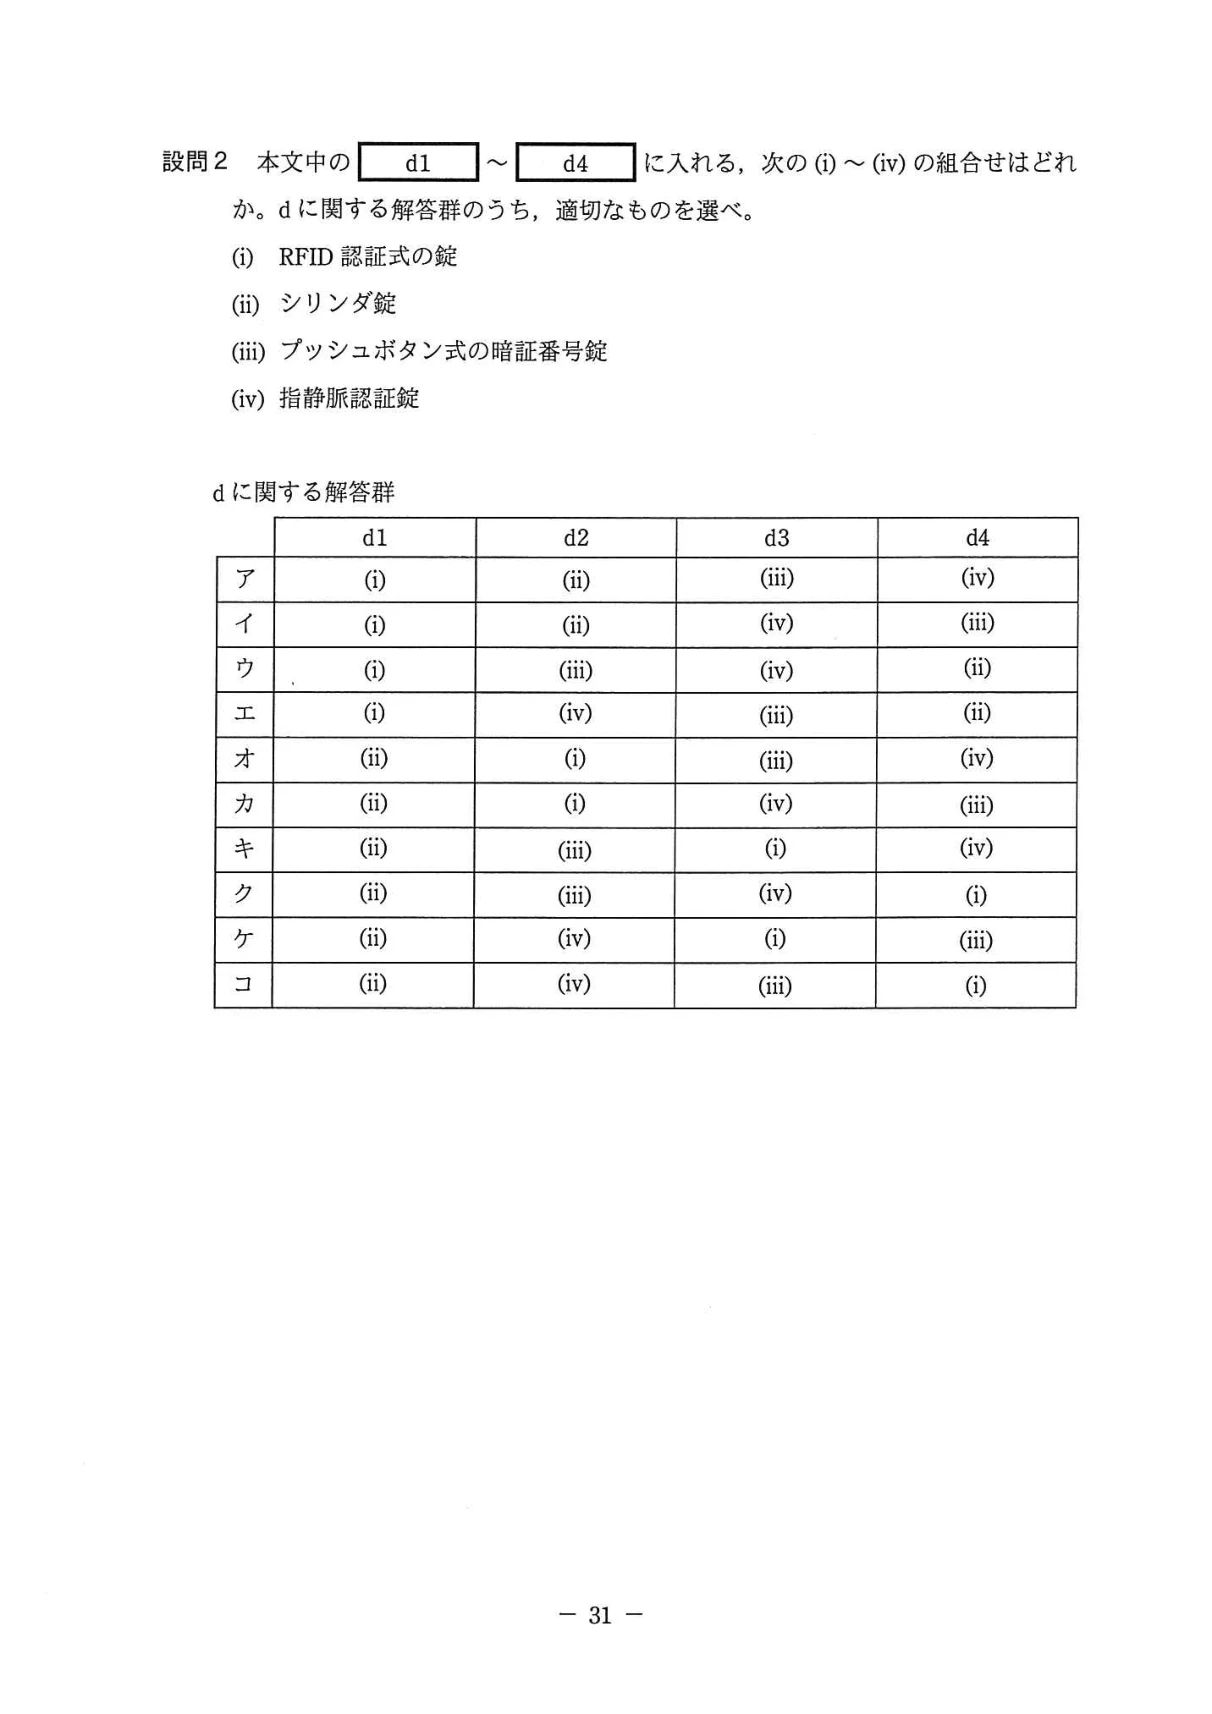 設問２　本文中の d1 ～ d4 に入れる，次の (i) ～ (iv) の組合せはどれ
か。d に関する解答群のうち，適切なものを選べ。
(i)　RFID 認証式の錠
(ii)　シリンダ錠
(iii)　プッシュボタン式の暗証番号錠
(iv)　指静脈認証錠
d に関する解答群
d1 d2 d3 d4
ア (i) (ii) (iii) (iv)
イ (i) (ii) (iv) (iii)
ウ (i) (iii) (iv) (ii)
エ (i) (iv) (iii) (ii)
オ (ii) (i) (iii) (iv)
カ (ii) (i) (iv) (iii)
キ (ii) (iii) (i) (iv)
ク (ii) (iii) (iv) (i)
ケ (ii) (iv) (i) (iii)
コ (ii) (iv) (iii) (i)
－ 31 －